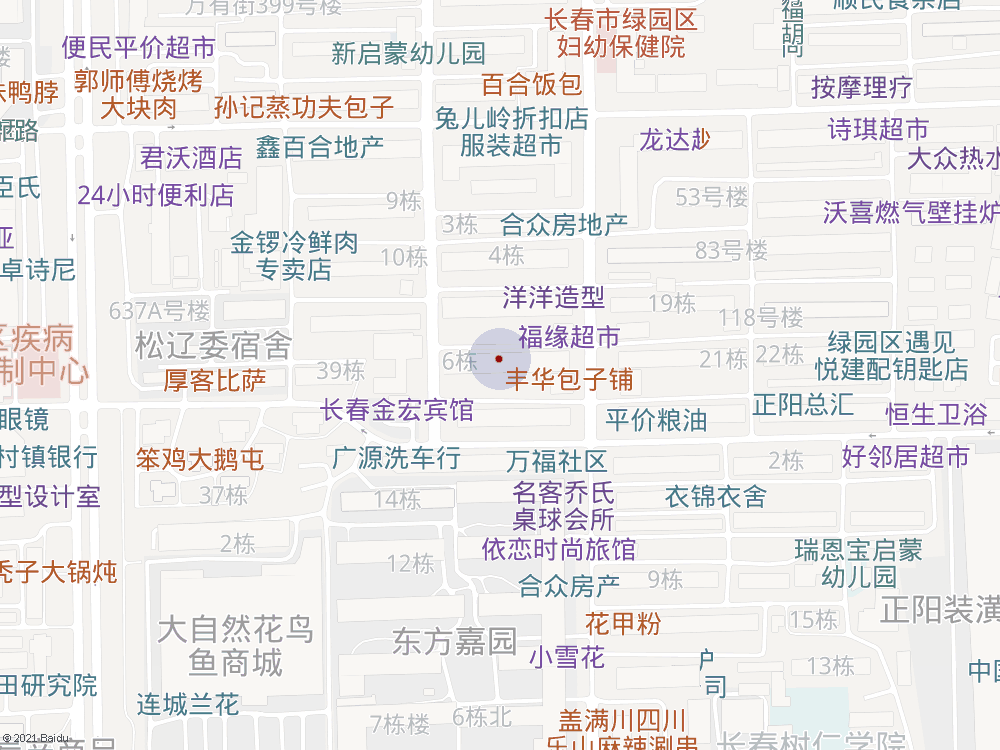 万有街399号楼
顺民食杂店
福胡同
长春市绿园区
妇幼保健院
便民平价超市
新启蒙幼儿园
郭师傅烧烤
大块肉
百合饭包
按摩理疗
味鸭脖
孙记蒸功夫包子
兔儿岭折扣店
服装超市
诗琪超市
龙达
君沃酒店
鑫百合地产
大众热水
24小时便利店
臣氏
9栋
53号楼
3栋
合众房地产
沃喜燃气壁挂炉
金锣冷鲜肉
专卖店
10栋
4栋
83号楼
卓诗尼
洋洋造型
19栋
637A号楼
118号楼
福缘超市
松辽委宿舍
区疾病
制中心
6栋
39栋
21栋
22栋
绿园区遇见
悦建配钥匙店
厚客比萨
丰华包子铺
长春金宏宾馆
正阳总汇
平价粮油
恒生卫浴
眼镜
村镇银行
笨鸡大鹅炖
广源洗车行
万福社区
2栋
好邻居超市
型设计室
37栋
14栋
名客乔氏
桌球会所
衣锦衣舍
2栋
12栋
依恋时尚旅馆
瑞恩宝启蒙
幼儿园
秃子大锅炖
合众房产
9栋
正阳装潢
大自然花鸟
鱼商城
东方嘉园
花甲粉
15栋
小雪花
13栋
司
中国
田研究院
连城兰花
7栋楼
6栋北
盖满川四川
乐山麻辣涮串
长春树仁学院
© 2021 Baidu